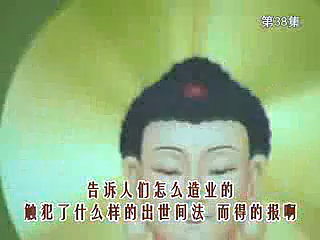 第38集
告诉人们怎么造业的
触犯了什么样的出世间法 而得的报啊